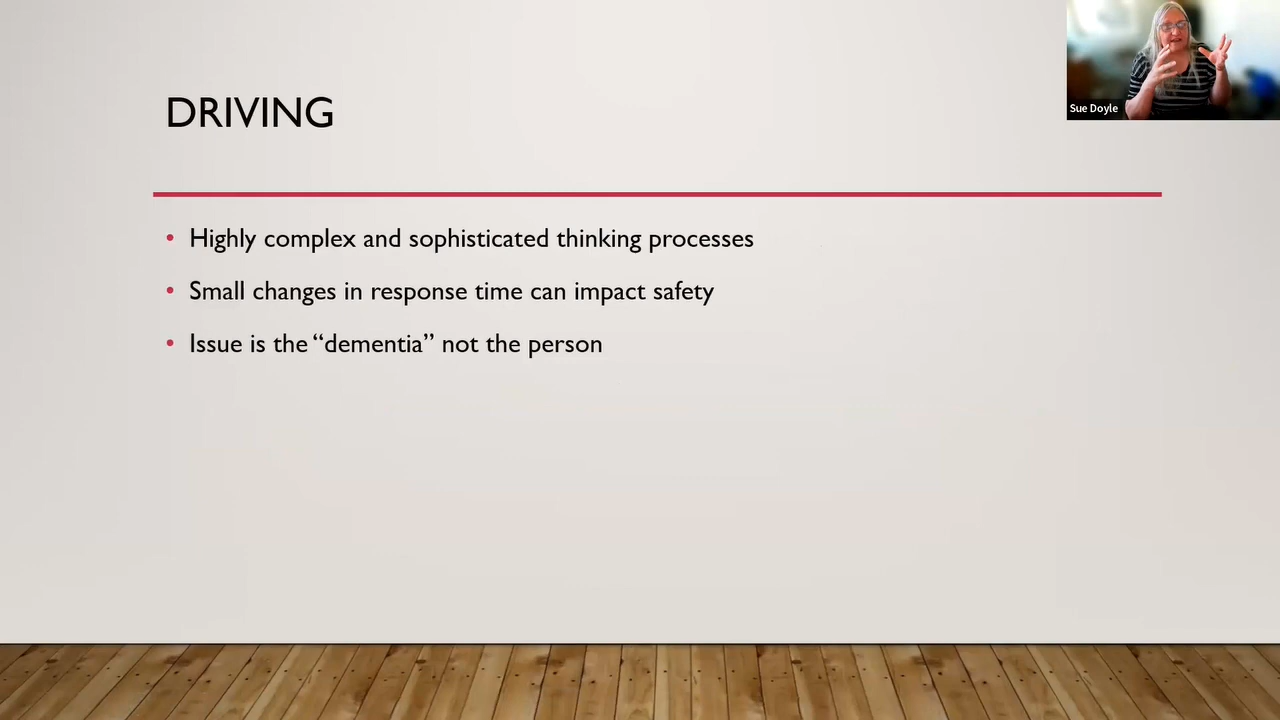 DRIVING
Sue Doyle
• Highly complex and sophisticated thinking processes
• Small changes in response time can impact safety
• Issue is the “dementia” not the person